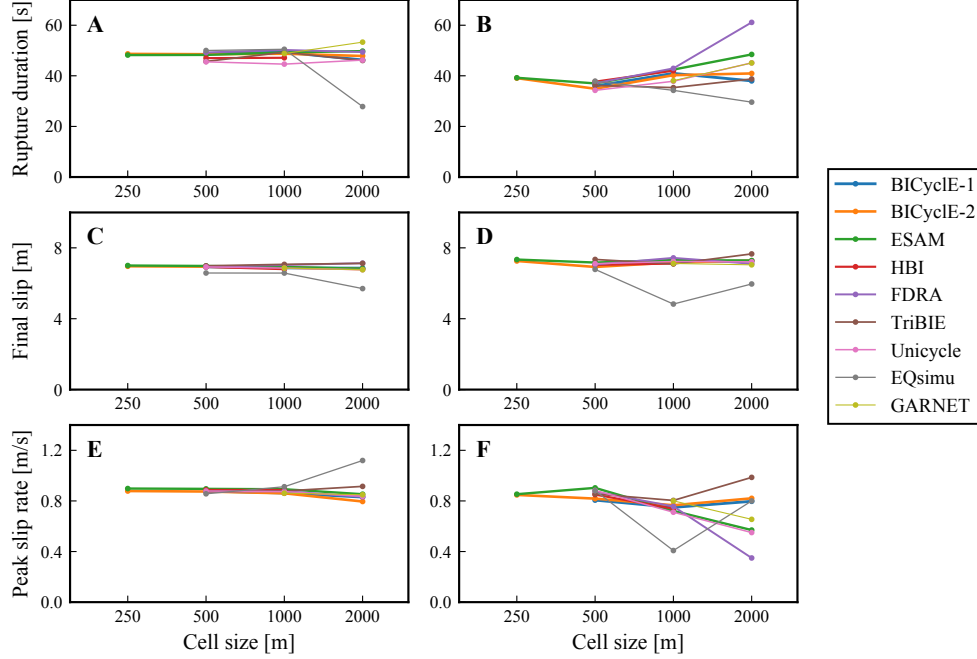 Rupture duration [s]
60
40
20
0
A
250
500
1000
2000
60
40
20
0
B
250
500
1000
2000
Final slip [m]
8
4
0
C
250
500
1000
2000
8
4
0
D
250
500
1000
2000
Peak slip rate [m/s]
1.2
0.8
0.4
0.0
E
250
500
1000
2000
Cell size [m]
1.2
0.8
0.4
0.0
F
250
500
1000
2000
Cell size [m]
BICyclE-1
BICyclE-2
ESAM
HBI
FDRA
TriBIE
Unicycle
EQsimu
GARNET